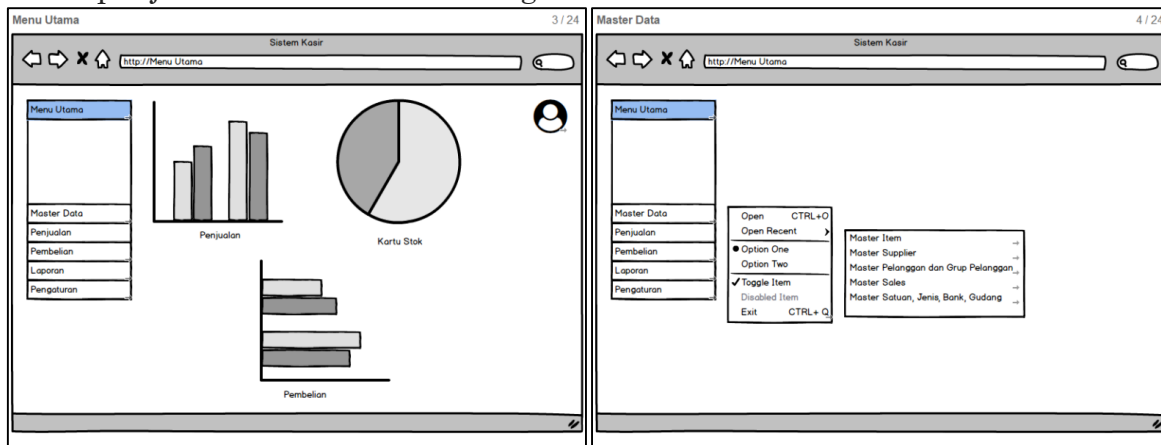 Menu Utama 3 / 24
Sistem Kasir
http://Menu Utama
Menu Utama
Master Data
Penjualan
Pembelian
Laporan
Pengaturan
Penjualan
Kartu Stok
Pembelian
Master Data 4 / 24
Sistem Kasir
http://Menu Utama
Menu Utama
Master Data
Penjualan
Pembelian
Laporan
Pengaturan
Open CTRL+O
Open Recent
Option One
Option Two
Toggle Item
Disabled Item
Exit CTRL+ Q
Master Item
Master Supplier
Master Pelanggan dan Grup Pelanggan
Master Sales
Master Satuan, Jenis, Bank, Gudang